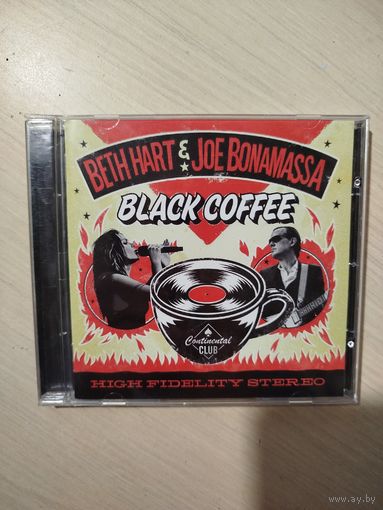 BETH HART & JOE BONAMASSA
BLACK COFFEE
Continental
CLUB
HIGH FIDELITY STEREO
www.ay.by